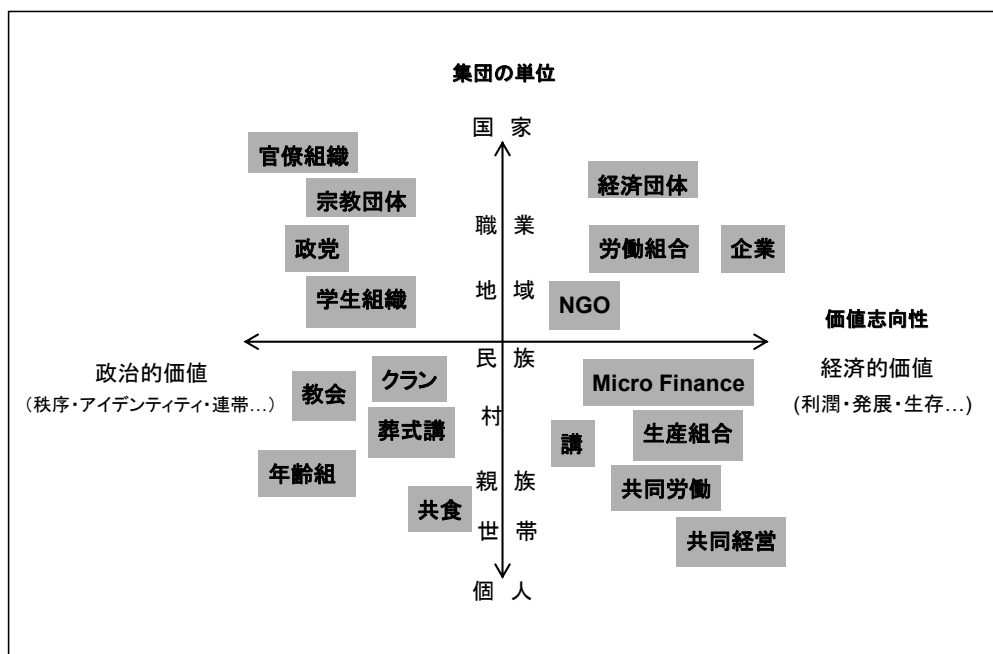 集団の単位
国 家
官僚組織
宗教団体
経済団体
職 業
政党
労働組合
企業
学生組織
地 域
NGO
価値志向性
政治的価値
(秩序・アイデンティティ・連帯…)
民 族
経済的価値
(利潤・発展・生存…)
教会
クラン
Micro Finance
葬式講
村
講
生産組合
年齢組
親 族
共同労働
共食
世 帯
共同経営
個 人